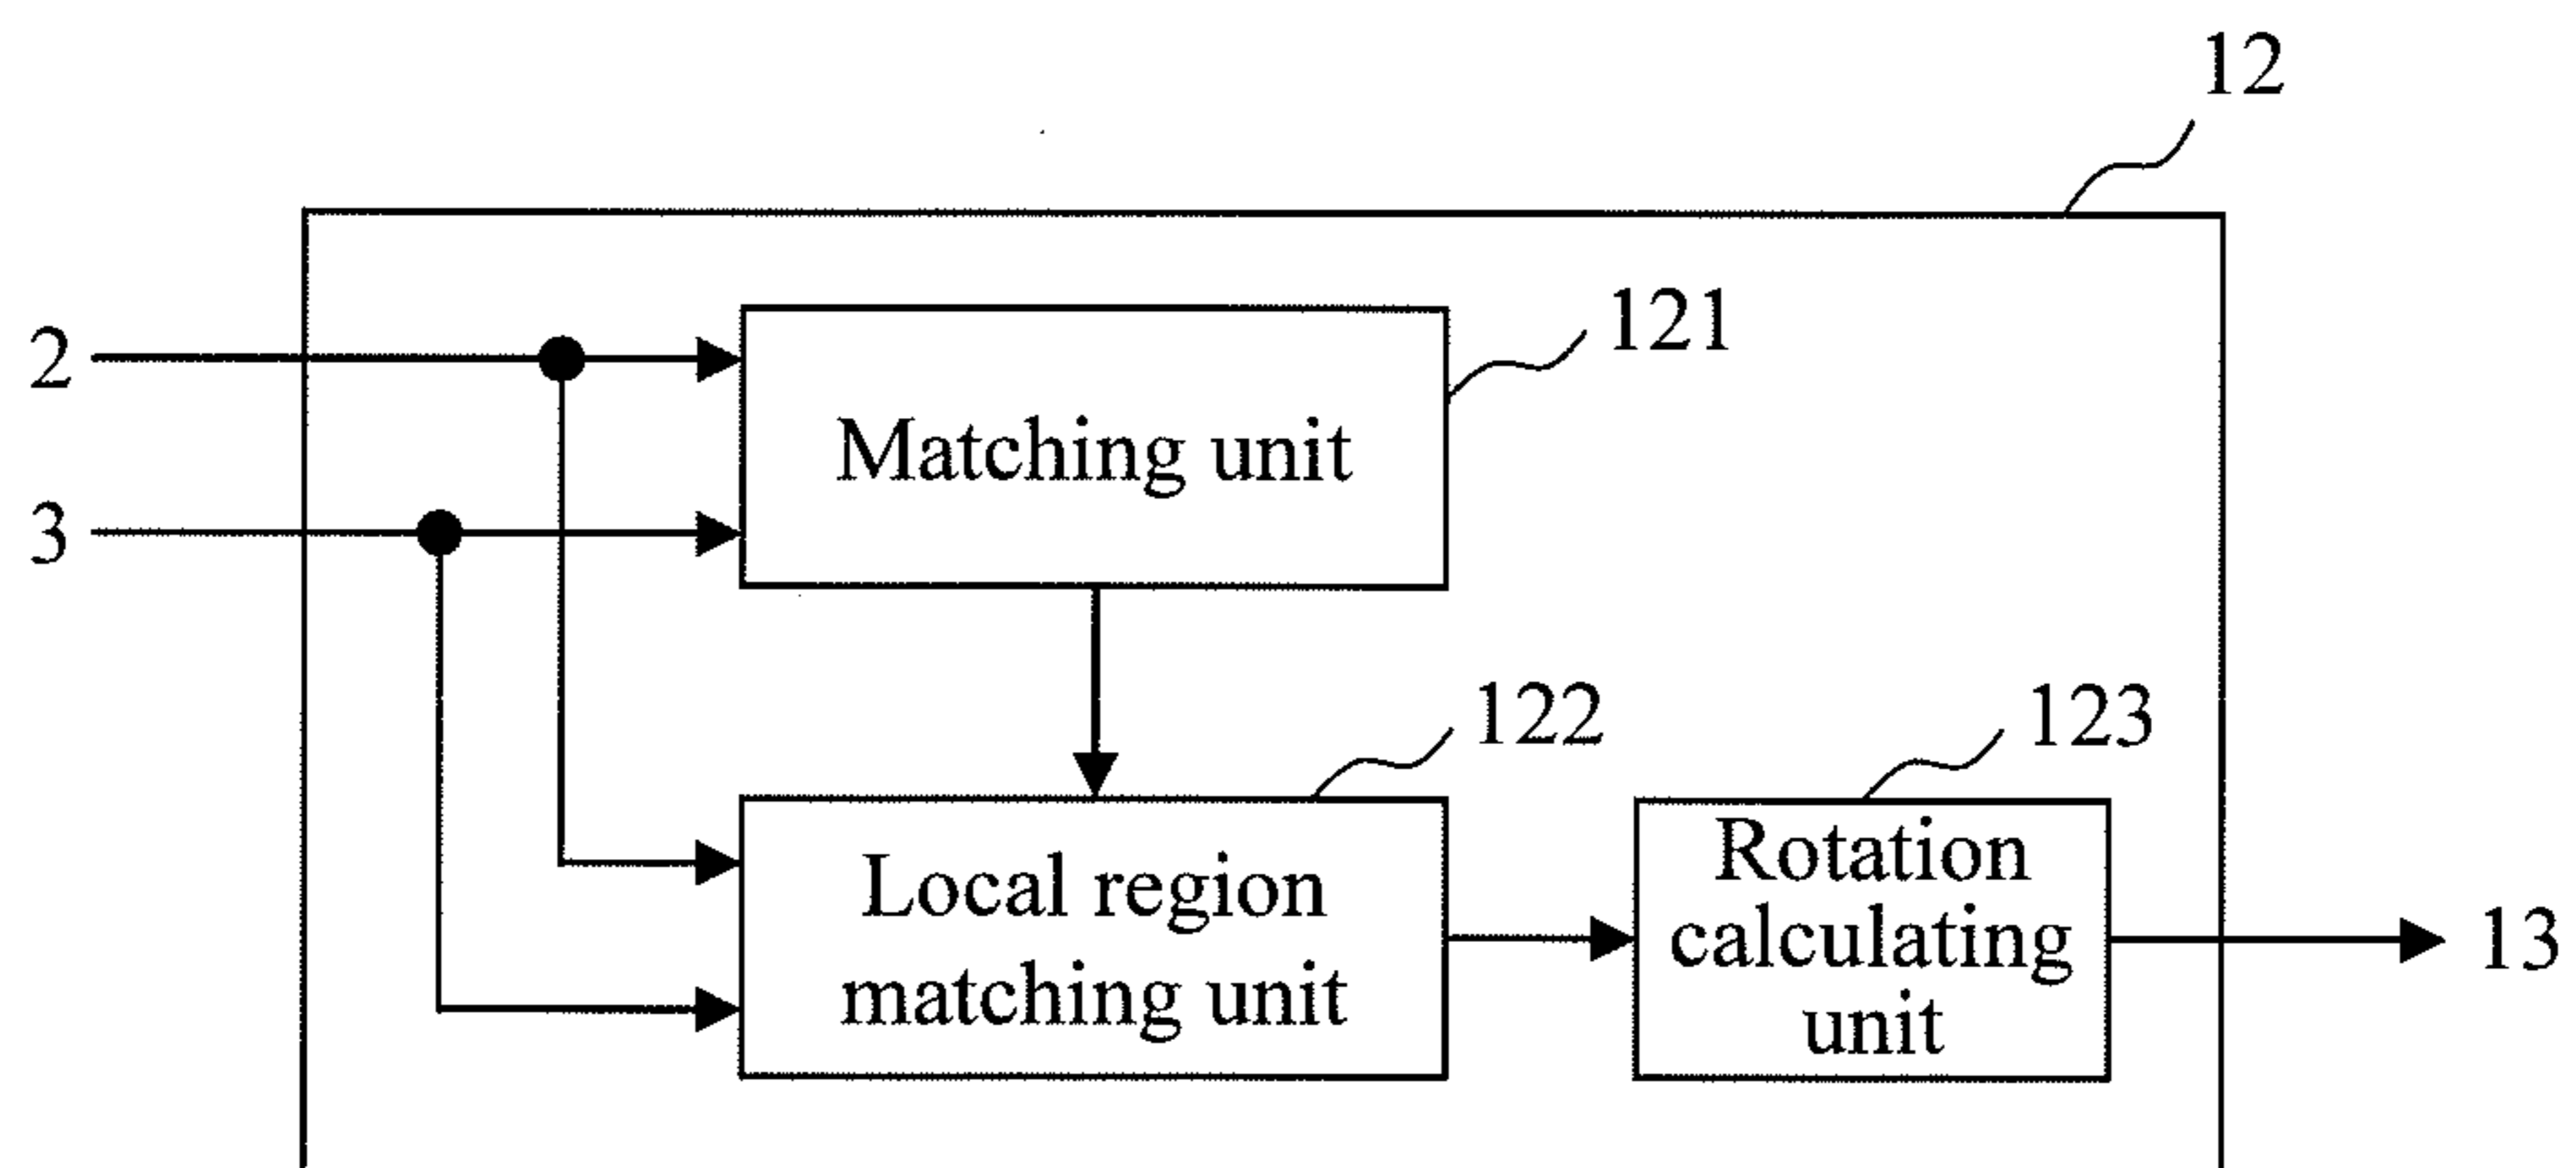 12
2
121
Matching unit
3
122
123
Local region
matching unit
Rotation
calculating
unit
13